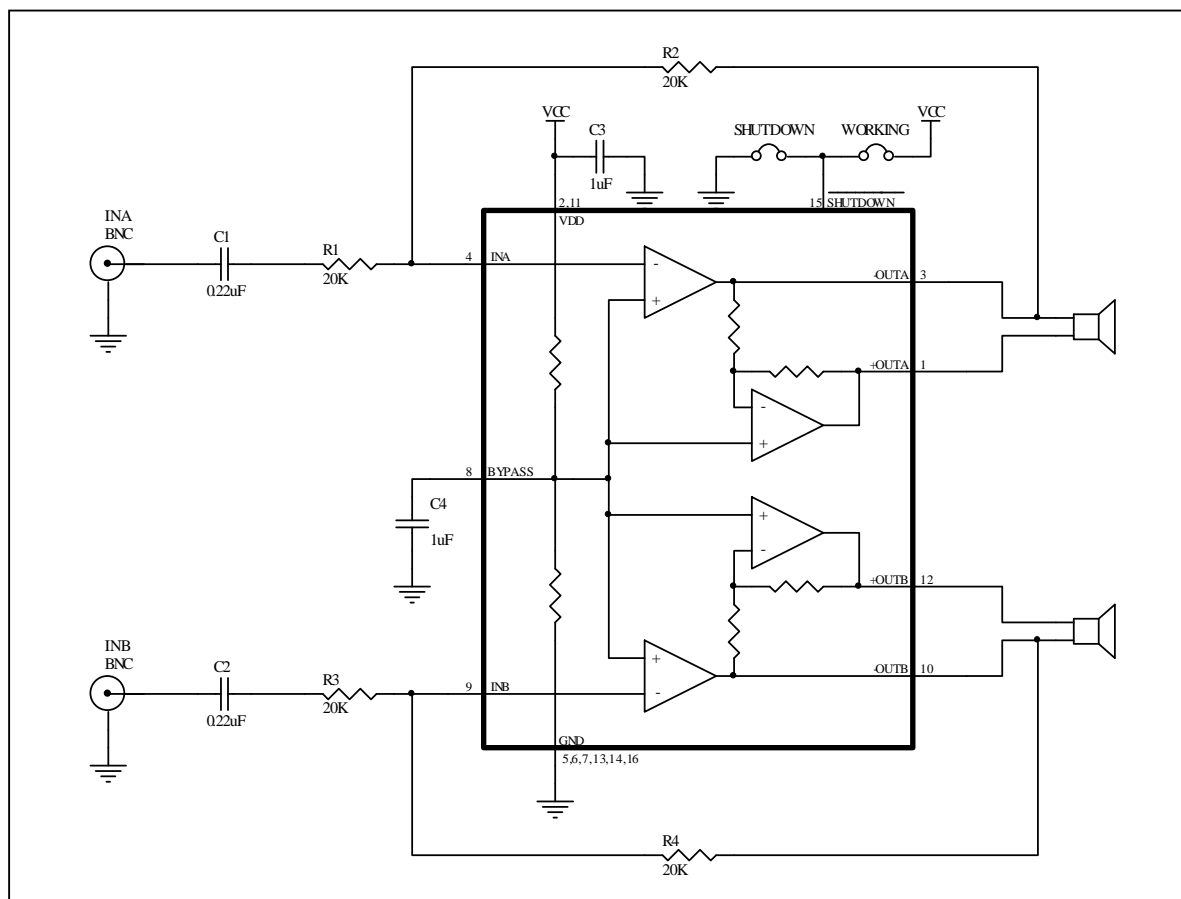 R2
20K
VCC
C3
1uF
SHUTDOWN
WORKING
VCC
2,11
VDD
15
SHUTDOWN
INA
BNC
C1
0.22uF
R1
20K
4
INA
-
+
-OUTA
3
+OUTA
1
-
+
8
BYPASS
C4
1uF
+
-
+OUTB
12
INB
BNC
C2
0.22uF
R3
20K
9
INB
+
-
-OUTB
10
GND
5,6,7,13,14,16
R4
20K